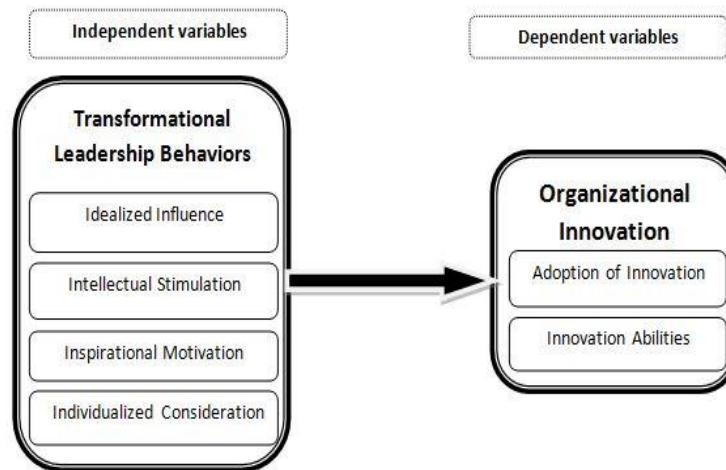 Independent variables
Dependent variables
Transformational
Leadership Behaviors
Idealized Influence
Intellectual Stimulation
Inspirational Motivation
Individualized Consideration
Organizational
Innovation
Adoption of Innovation
Innovation Abilities